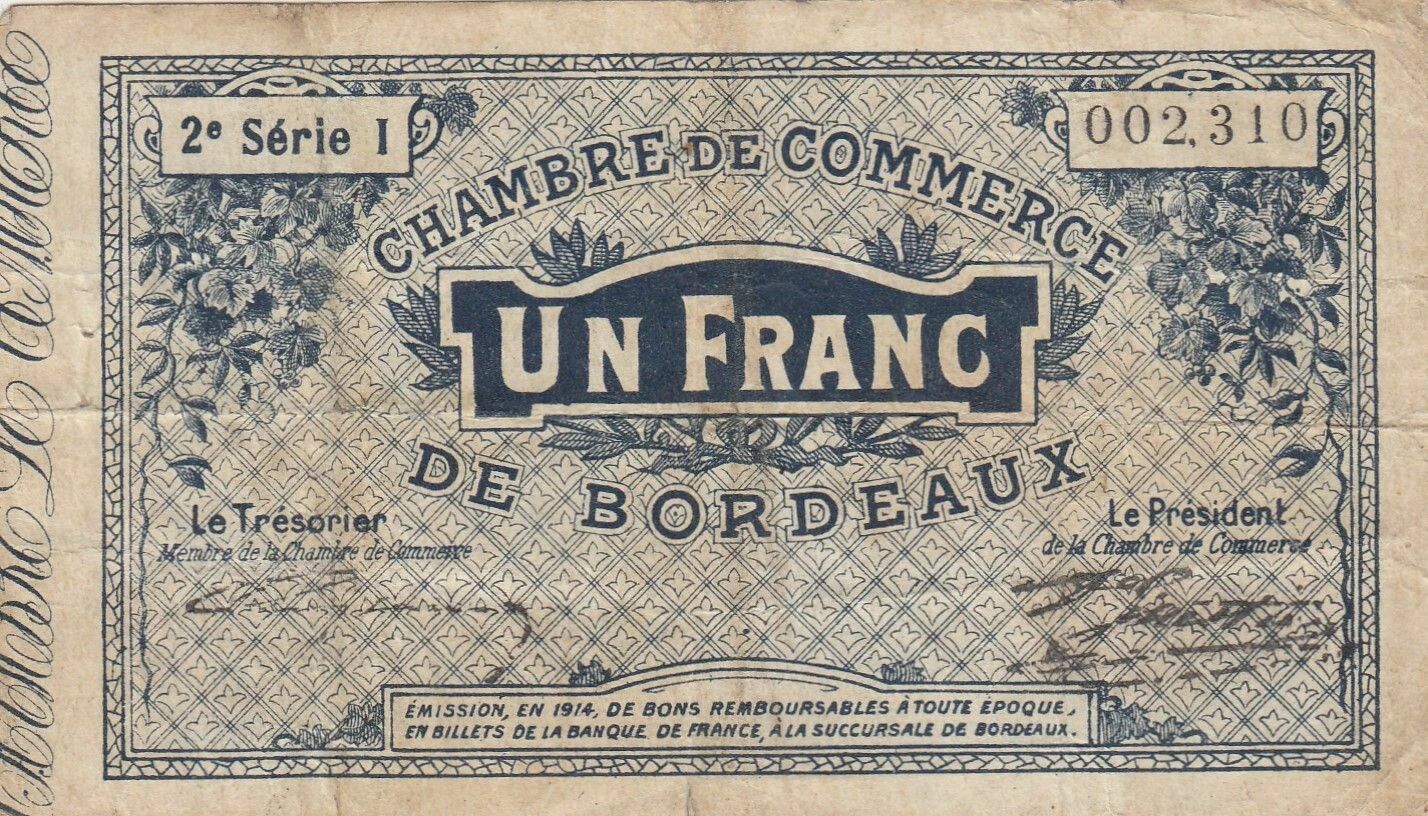 2e Série I
002,310
CHAMBRE DE COMMERCE
UN FRANC
DE BORDEAUX
Le Trésorier
Membre de la Chambre de Commerce
Le Président
de la Chambre de Commerce
ÉMISSION, EN 1914, DE BONS REMBOURSABLES À TOUTE ÉPOQUE,
EN BILLETS DE LA BANQUE DE FRANCE, À LA SUCCURSALE DE BORDEAUX.